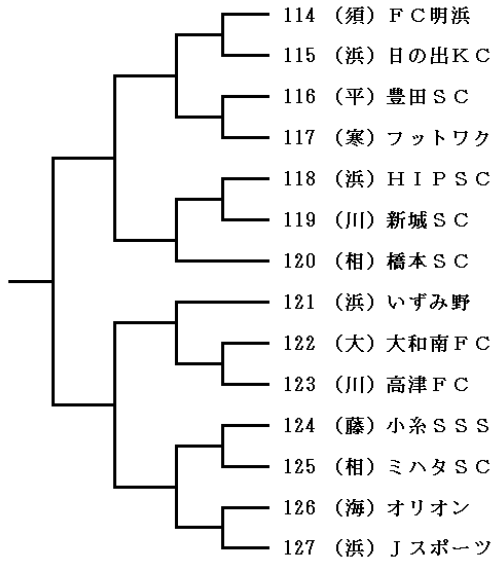 114 （須）ＦＣ明浜
115 （浜）日の出ＫＣ
116 （平）豊田ＳＣ
117 （寒）フットワク
118 （浜）ＨＩＰＳＣ
119 （川）新城ＳＣ
120 （相）橋本ＳＣ
121 （浜）いずみ野
122 （大）大和南ＦＣ
123 （川）高津ＦＣ
124 （藤）小糸ＳＳＳ
125 （相）ミハタＳＣ
126 （海）オリオン
127 （浜）Ｊスポーツ